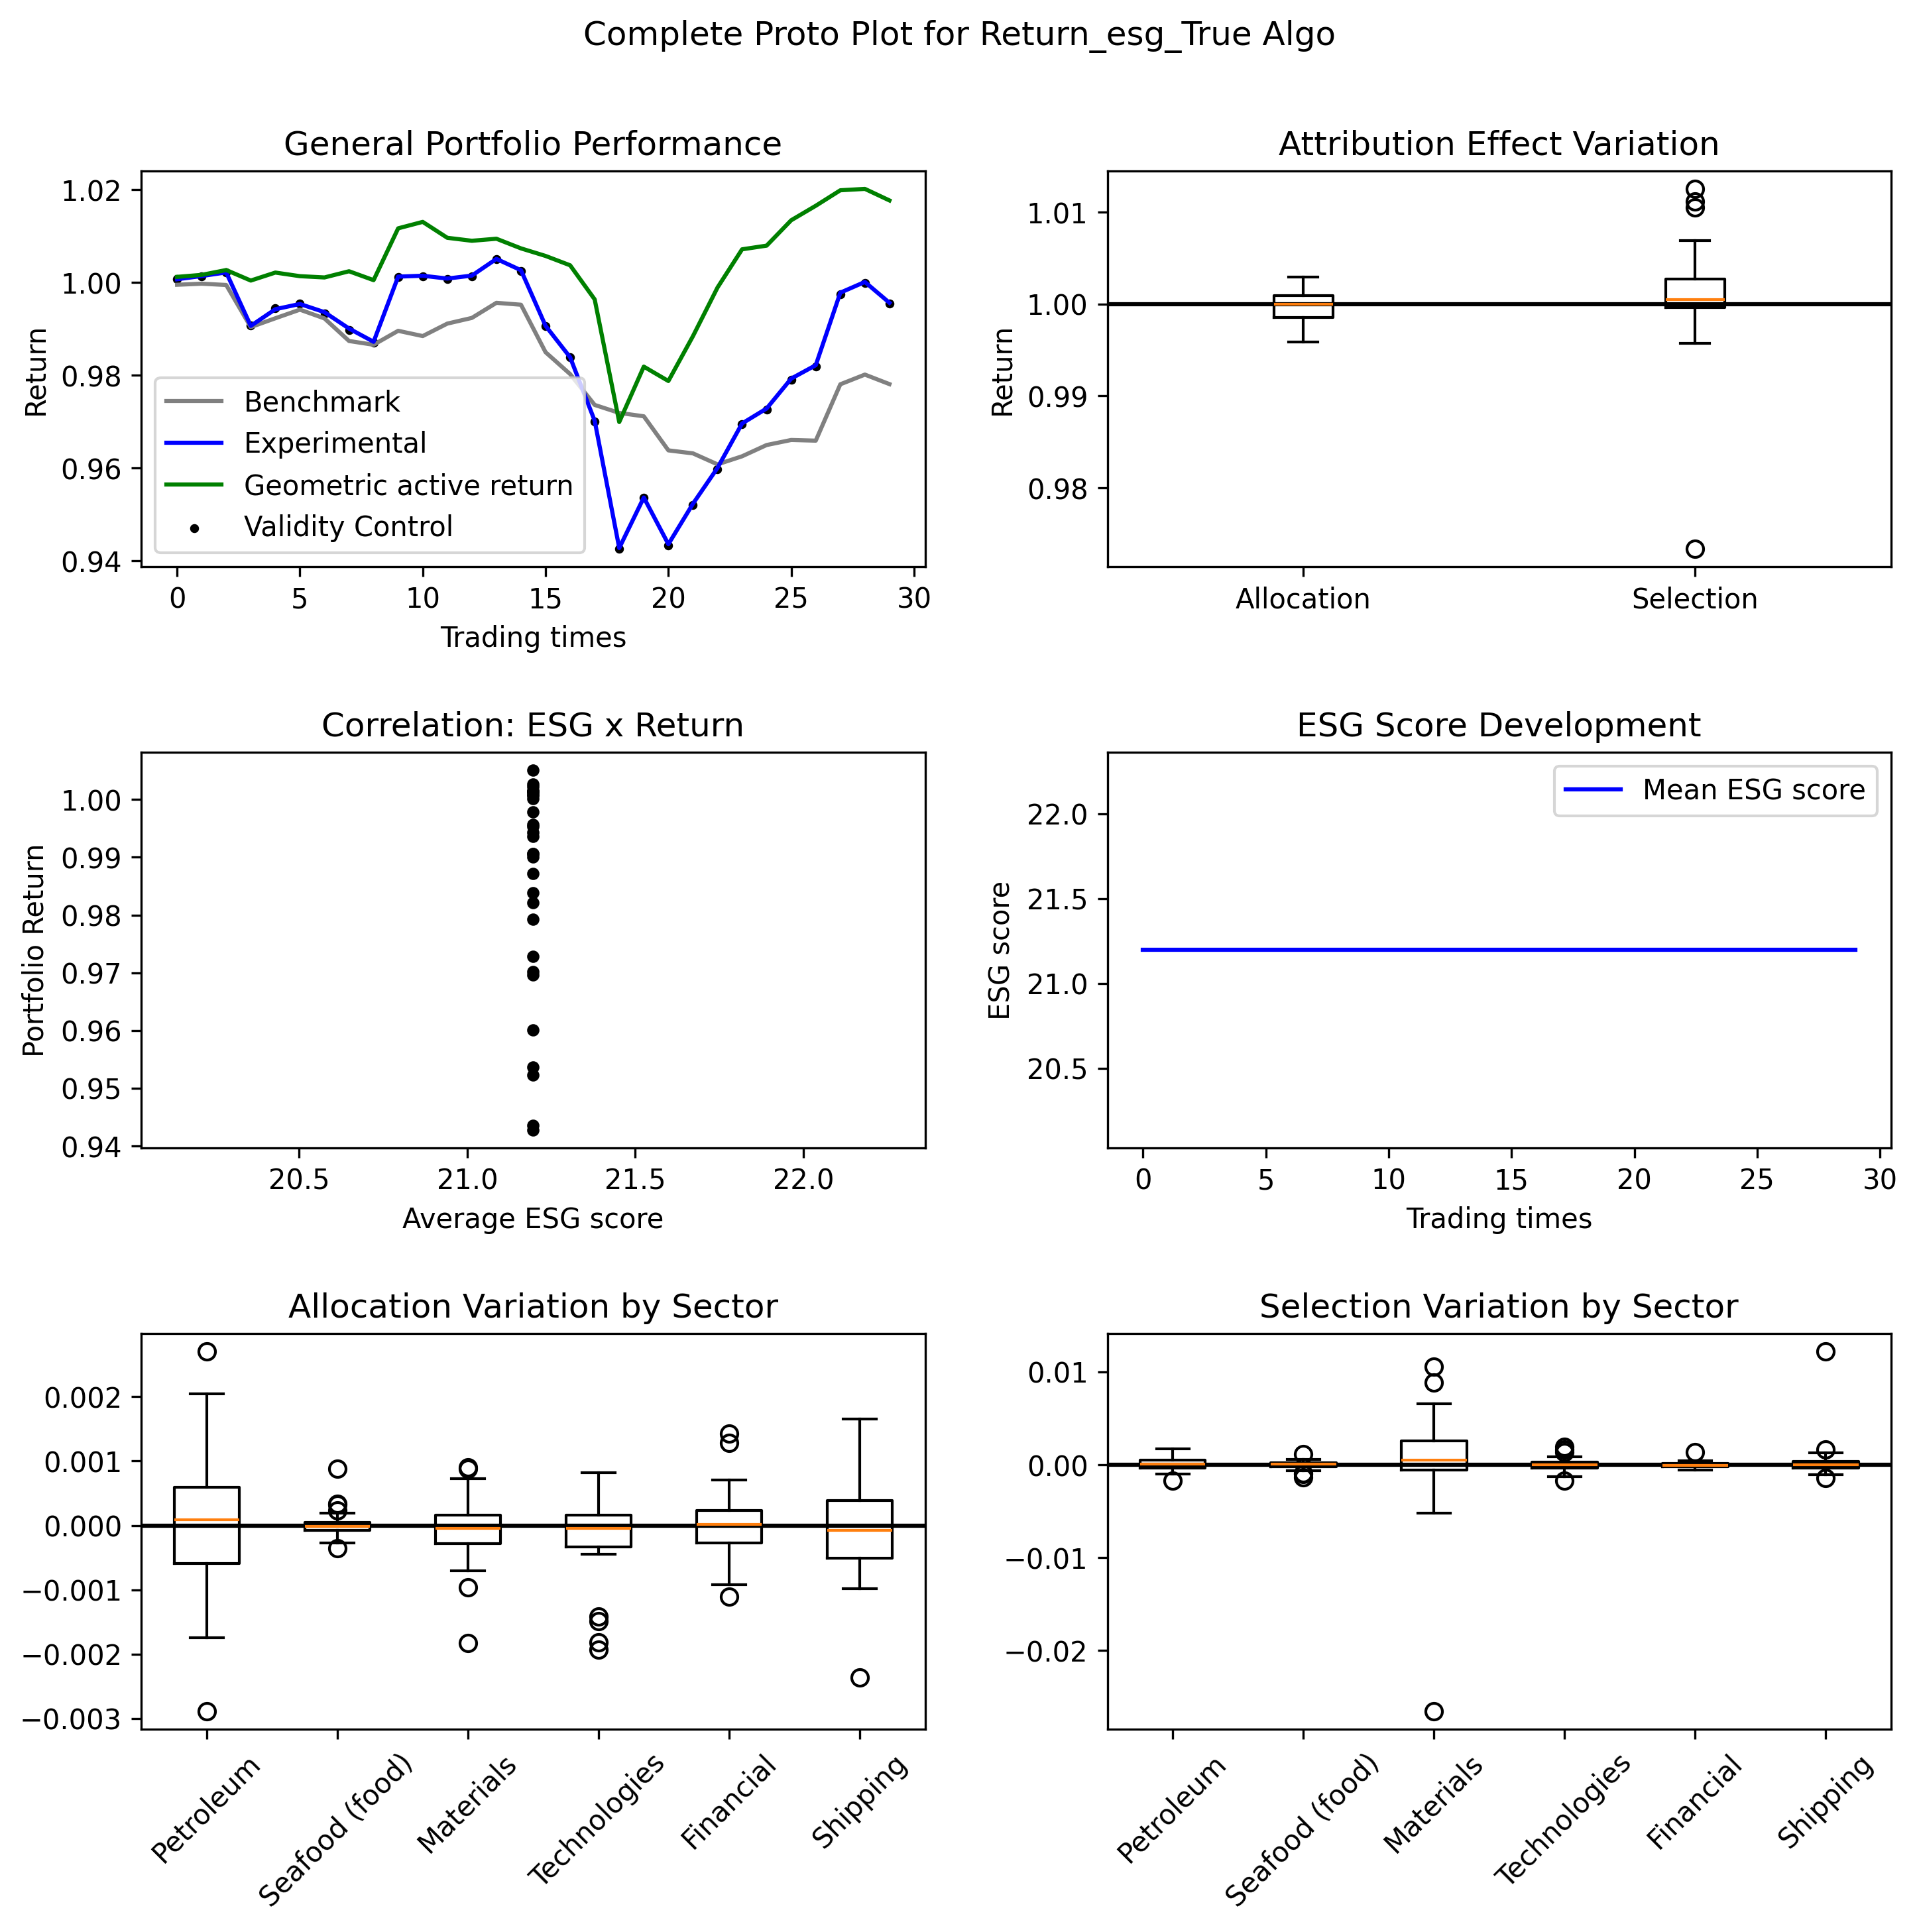 Complete Proto Plot for Return_esg_True Algo
General Portfolio Performance
Return
1.02
1.00
0.98
0.96
0.94
Benchmark
Experimental
Geometric active return
Validity Control
0 5 10 15 20 25 30
Trading times
Attribution Effect Variation
Return
1.01
1.00
0.99
0.98
Allocation Selection
Correlation: ESG x Return
Portfolio Return
1.00
0.99
0.98
0.97
0.96
0.95
0.94
20.5 21.0 21.5 22.0
Average ESG score
ESG Score Development
ESG score
22.0
21.5
21.0
20.5
Mean ESG score
0 5 10 15 20 25 30
Trading times
Allocation Variation by Sector
0.002
0.001
0.000
−0.001
−0.002
−0.003
Petroleum
Seafood (food)
Materials
Technologies
Financial
Shipping
Selection Variation by Sector
0.01
0.00
−0.01
−0.02
Petroleum
Seafood (food)
Materials
Technologies
Financial
Shipping